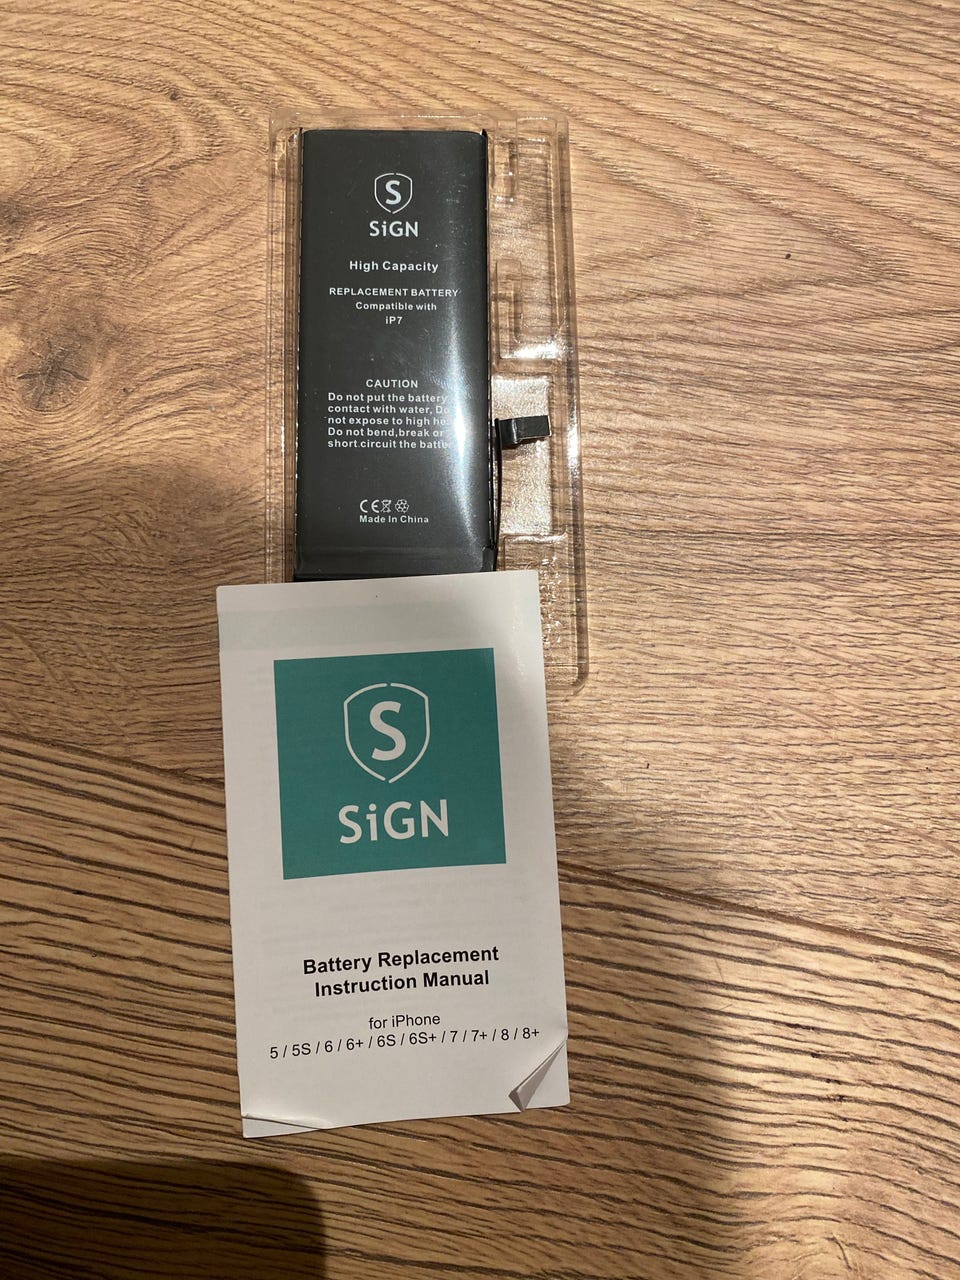 S
SiGN
High Capacity
REPLACEMENT BATTERY
Compatible with
iP7
CAUTION
Do not put the battery
contact with water, Do
not expose to high
Do not bend,break or
short circuit the
CE
Made In China
S
SiGN
Battery Replacement
Instruction Manual
for iPhone
5 / 5S / 6 / 6+ / 6S / 6S+ / 7 / 7+ / 8 / 8+